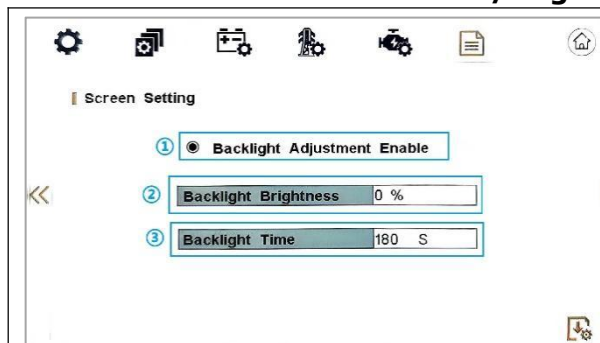 Screen Setting
① Backlight Adjustment Enable
② Backlight Brightness 0 %
③ Backlight Time 180 S